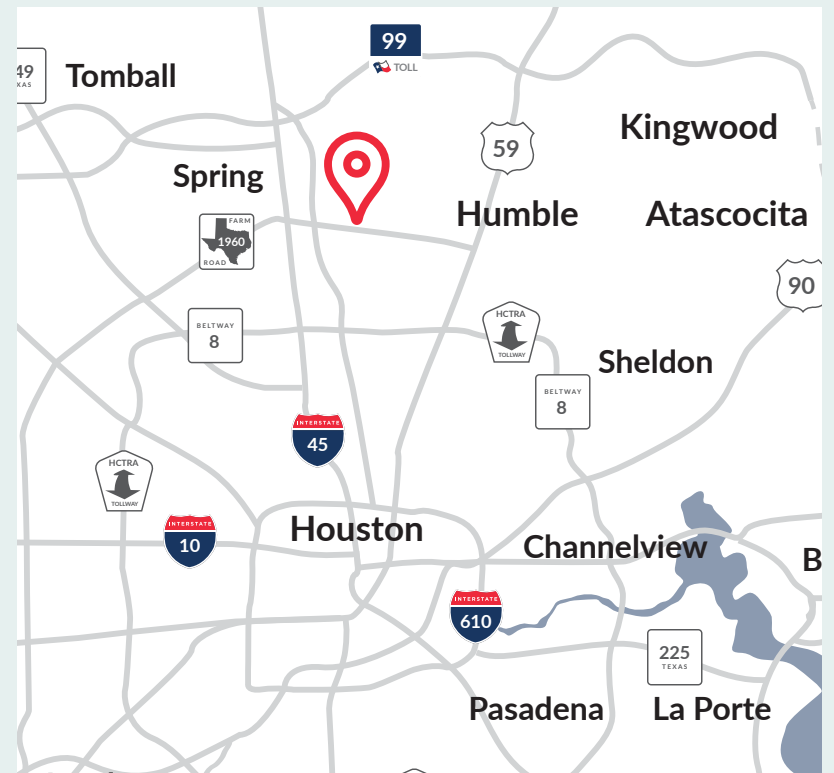 99
TOLL
49
XAS
Tomball
Kingwood
59
Spring
Humble
Atascocita
FARM
1960
ROAD
90
BELTWAY
8
HCTRA
TOLLWAY
Sheldon
BELTWAY
8
INTERSTATE
45
HCTRA
TOLLWAY
INTERSTATE
10
Houston
Channelview
B
INTERSTATE
610
225
TEXAS
Pasadena
La Porte